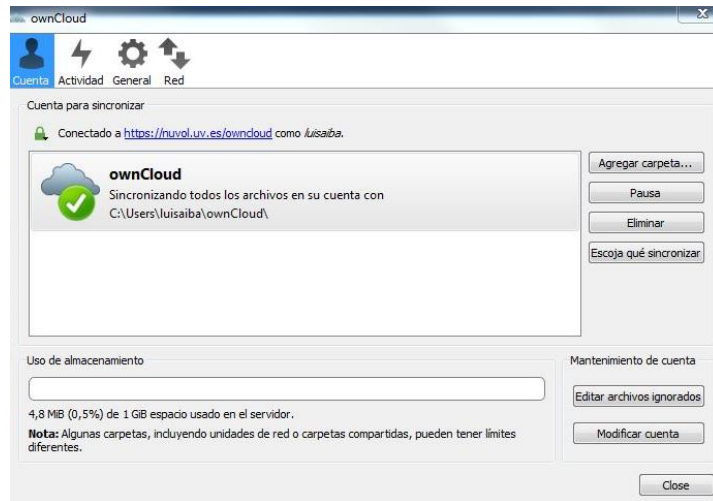 ownCloud
Cuenta Actividad General Red
Cuenta para sincronizar
Conectado a https://nuvol.uv.es/owncloud como luisaiba.
ownCloud
Sincronizando todos los archivos en su cuenta con
C:\Users\luisaiba\ownCloud\
Agregar carpeta...
Pausa
Eliminar
Escoja qué sincronizar
Uso de almacenamiento
4,8 MiB (0,5%) de 1 GiB espacio usado en el servidor.
Nota: Algunas carpetas, incluyendo unidades de red o carpetas compartidas, pueden tener límites
diferentes.
Mantenimiento de cuenta
Editar archivos ignorados
Modificar cuenta
Close